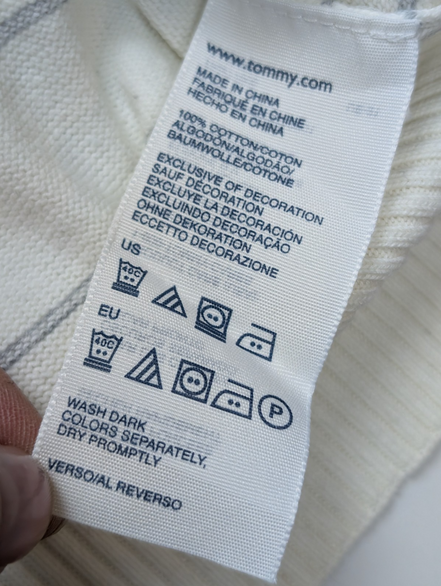 www.tommy.com
MADE IN CHINA
FABRIQUÉ EN CHINE
HECHO EN CHINA
100% COTTON/COTON
ALGODÓN/ALGODÃO/
BAUMWOLLE/COTONE
EXCLUSIVE OF DECORATION
SAUF DÉCORATION
EXCLUYE LA DECORACIÓN
EXCLUINDO DECORAÇÃO
OHNE DEKORATION
ECCETTO DECORAZIONE
US
40C
EU
40C P
WASH DARK
COLORS SEPARATELY,
DRY PROMPTLY
VERSO/AL REVERSO